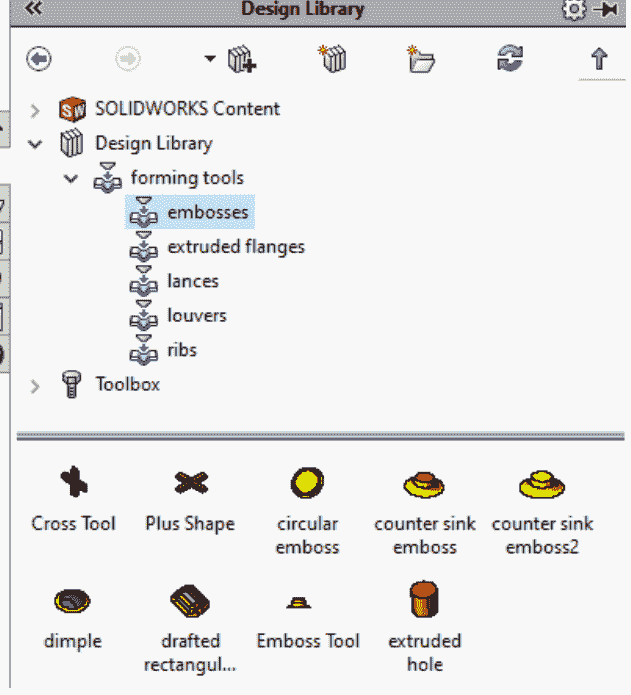 Design Library
SOLIDWORKS Content
Design Library
forming tools
embosses
extruded flanges
lances
louvers
ribs
Toolbox
Cross Tool
Plus Shape
circular
emboss
counter sink
emboss
counter sink
emboss2
dimple
drafted
rectangul...
Emboss Tool
extruded
hole